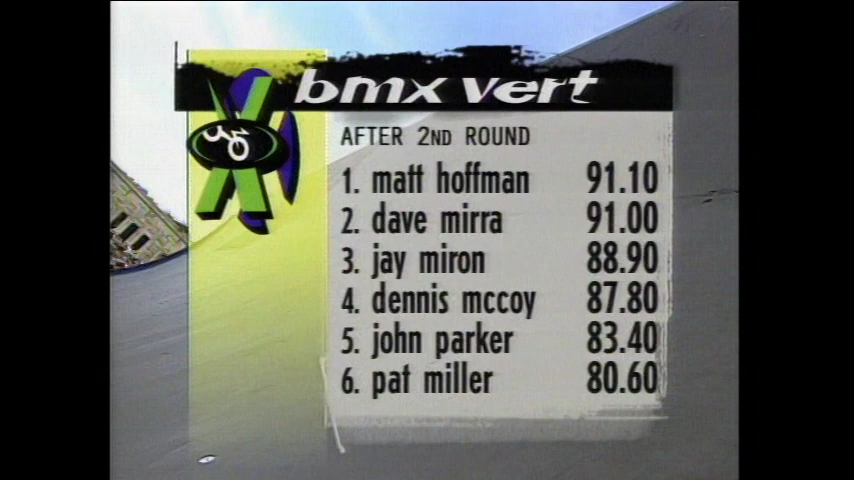 bmx vert
AFTER 2ND ROUND
1. matt hoffman 91.10
2. dave mirra 91.00
3. jay miron 88.90
4. dennis mccoy 87.80
5. john parker 83.40
6. pat miller 80.60